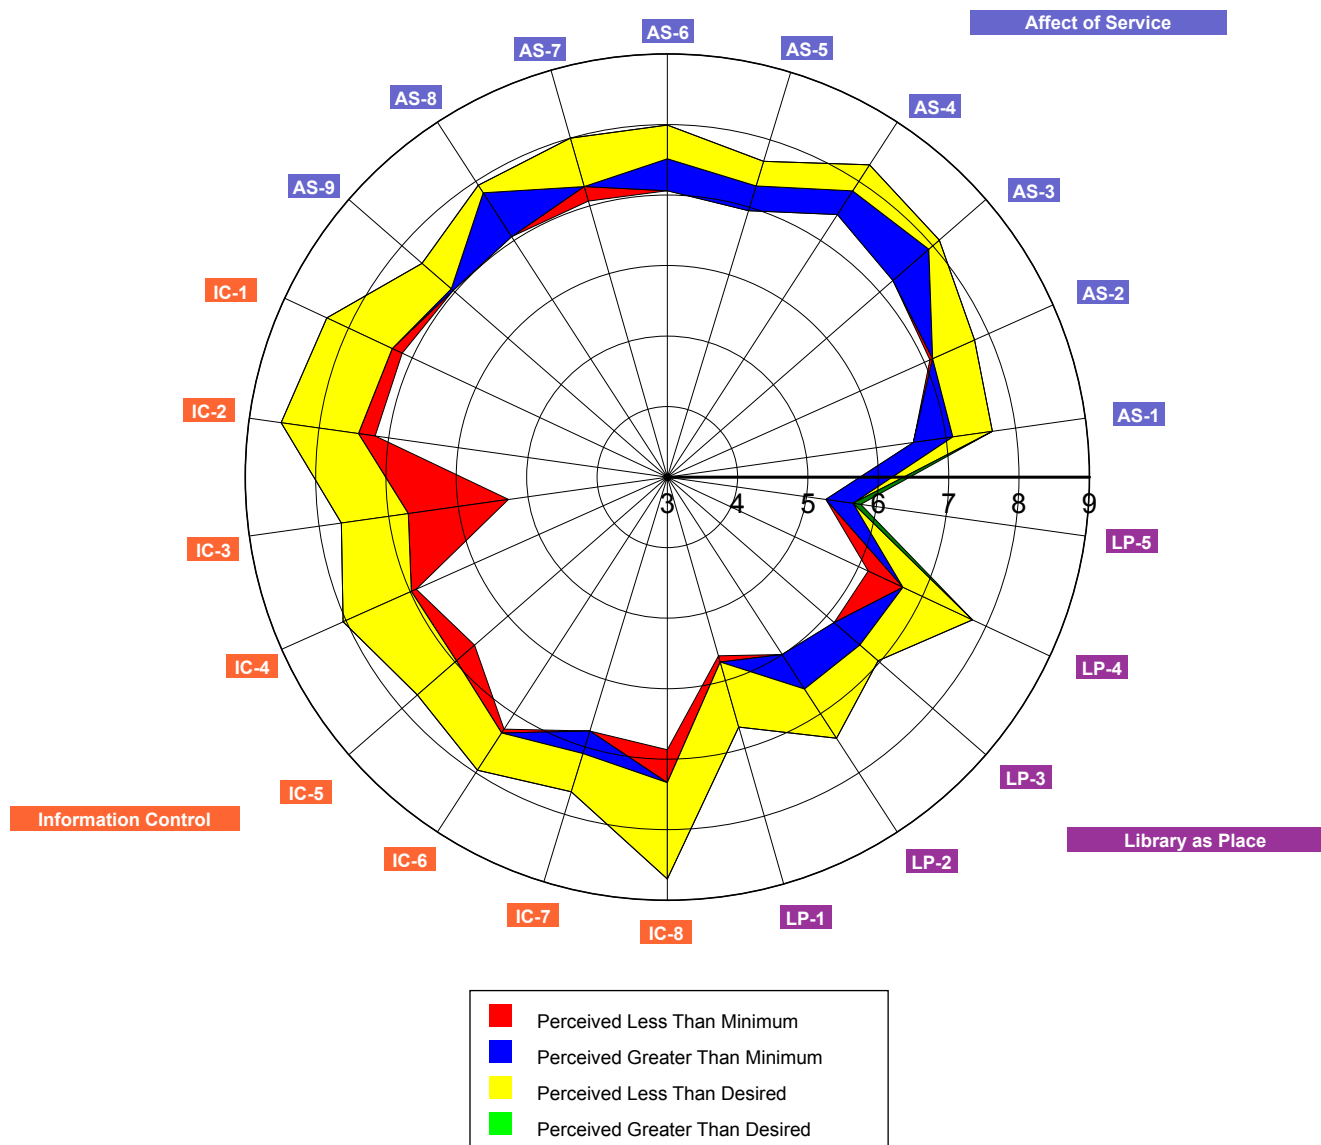 Affect of Service
AS-6
AS-7
AS-5
AS-8
AS-4
AS-9
AS-3
IC-1
AS-2
IC-2
AS-1
3 4 5 6 7 8 9
IC-3
LP-5
IC-4
LP-4
IC-5
LP-3
Information Control
Library as Place
IC-6
LP-2
IC-7
LP-1
IC-8
Perceived Less Than Minimum
Perceived Greater Than Minimum
Perceived Less Than Desired
Perceived Greater Than Desired